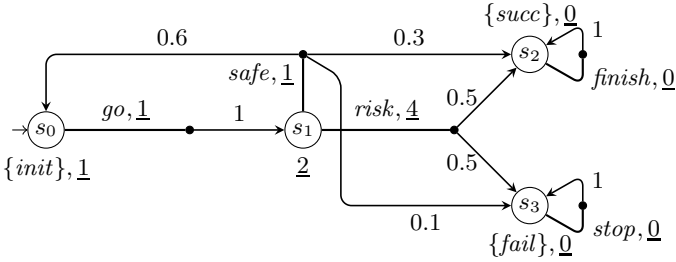 {succ}, 0
0.6
0.3
1
s2
safe, 1
finish, 0
go, 1
risk, 4
0.5
1
s0
s1
{init}, 1
2
0.5
1
s3
0.1
stop, 0
{fail}, 0